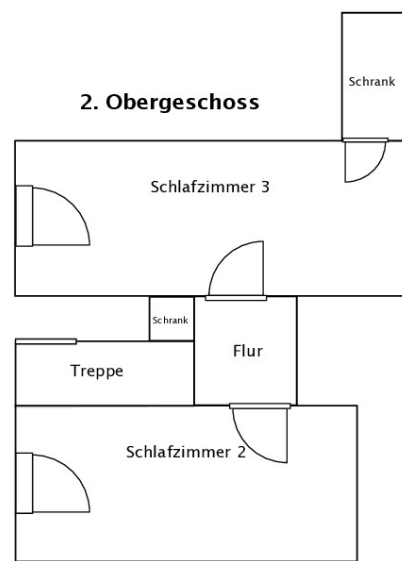 Schrank
2. Obergeschoss
Schlafzimmer 3
Schrank
Flur
Treppe
Schlafzimmer 2